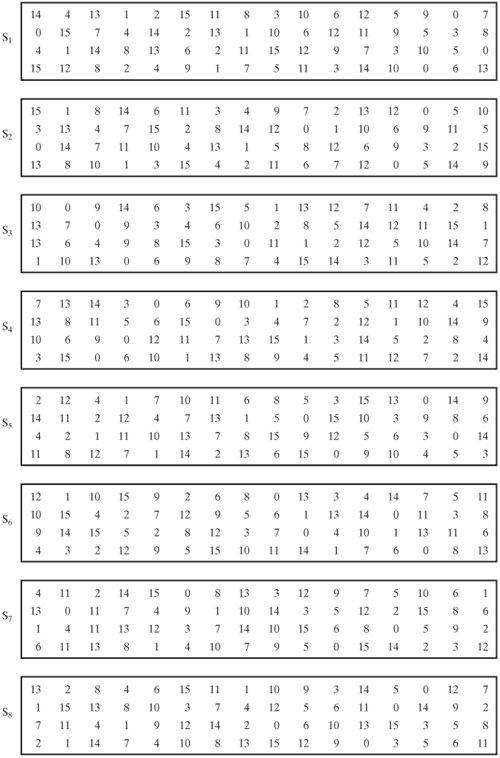 S1
14 4 13 1 2 15 11 8 3 10 6 12 5 9 0 7
0 15 7 4 14 2 13 1 10 6 12 11 9 5 3 8
4 1 14 8 13 6 2 11 15 12 9 7 3 10 5 0
15 12 8 2 4 9 1 7 5 11 3 14 10 0 6 13
S2
15 1 8 14 6 11 3 4 9 7 2 13 12 0 5 10
3 13 4 7 15 2 8 14 12 0 1 10 6 9 11 5
0 14 7 11 10 4 13 1 5 8 12 6 9 3 2 15
13 8 10 1 3 15 4 2 11 6 7 12 0 5 14 9
S3
10 0 9 14 6 3 15 5 1 13 12 7 11 4 2 8
13 7 0 9 3 4 6 10 2 8 5 14 12 11 15 1
13 6 4 9 8 15 3 0 11 1 2 12 5 10 14 7
1 10 13 0 6 9 8 7 4 15 14 3 11 5 2 12
S4
7 13 14 3 0 6 9 10 1 2 8 5 11 12 4 15
13 8 11 5 6 15 0 3 4 7 2 12 1 10 14 9
10 6 9 0 12 11 7 13 15 1 3 14 5 2 8 4
3 15 0 6 10 1 13 8 9 4 5 11 12 7 2 14
S5
2 12 4 1 7 10 11 6 8 5 3 15 13 0 14 9
14 11 2 12 4 7 13 1 5 0 15 10 3 9 8 6
4 2 1 11 10 13 7 8 15 9 12 5 6 3 0 14
11 8 12 7 1 14 2 13 6 15 0 9 10 4 5 3
S6
12 1 10 15 9 2 6 8 0 13 3 4 14 7 5 11
10 15 4 2 7 12 9 5 6 1 13 14 0 11 3 8
9 14 15 5 2 8 12 3 7 0 4 10 1 13 11 6
4 3 2 12 9 5 15 10 11 14 1 7 6 0 8 13
S7
4 11 2 14 15 0 8 13 3 12 9 7 5 10 6 1
13 0 11 7 4 9 1 10 14 3 5 12 2 15 8 6
1 4 11 13 12 3 7 14 10 15 6 8 0 5 9 2
6 11 13 8 1 4 10 7 9 5 0 15 14 2 3 12
S8
13 2 8 4 6 15 11 1 10 9 3 14 5 0 12 7
1 15 13 8 10 3 7 4 12 5 6 11 0 14 9 2
7 11 4 1 9 12 14 2 0 6 10 13 15 3 5 8
2 1 14 7 4 10 8 13 15 12 9 0 3 5 6 11